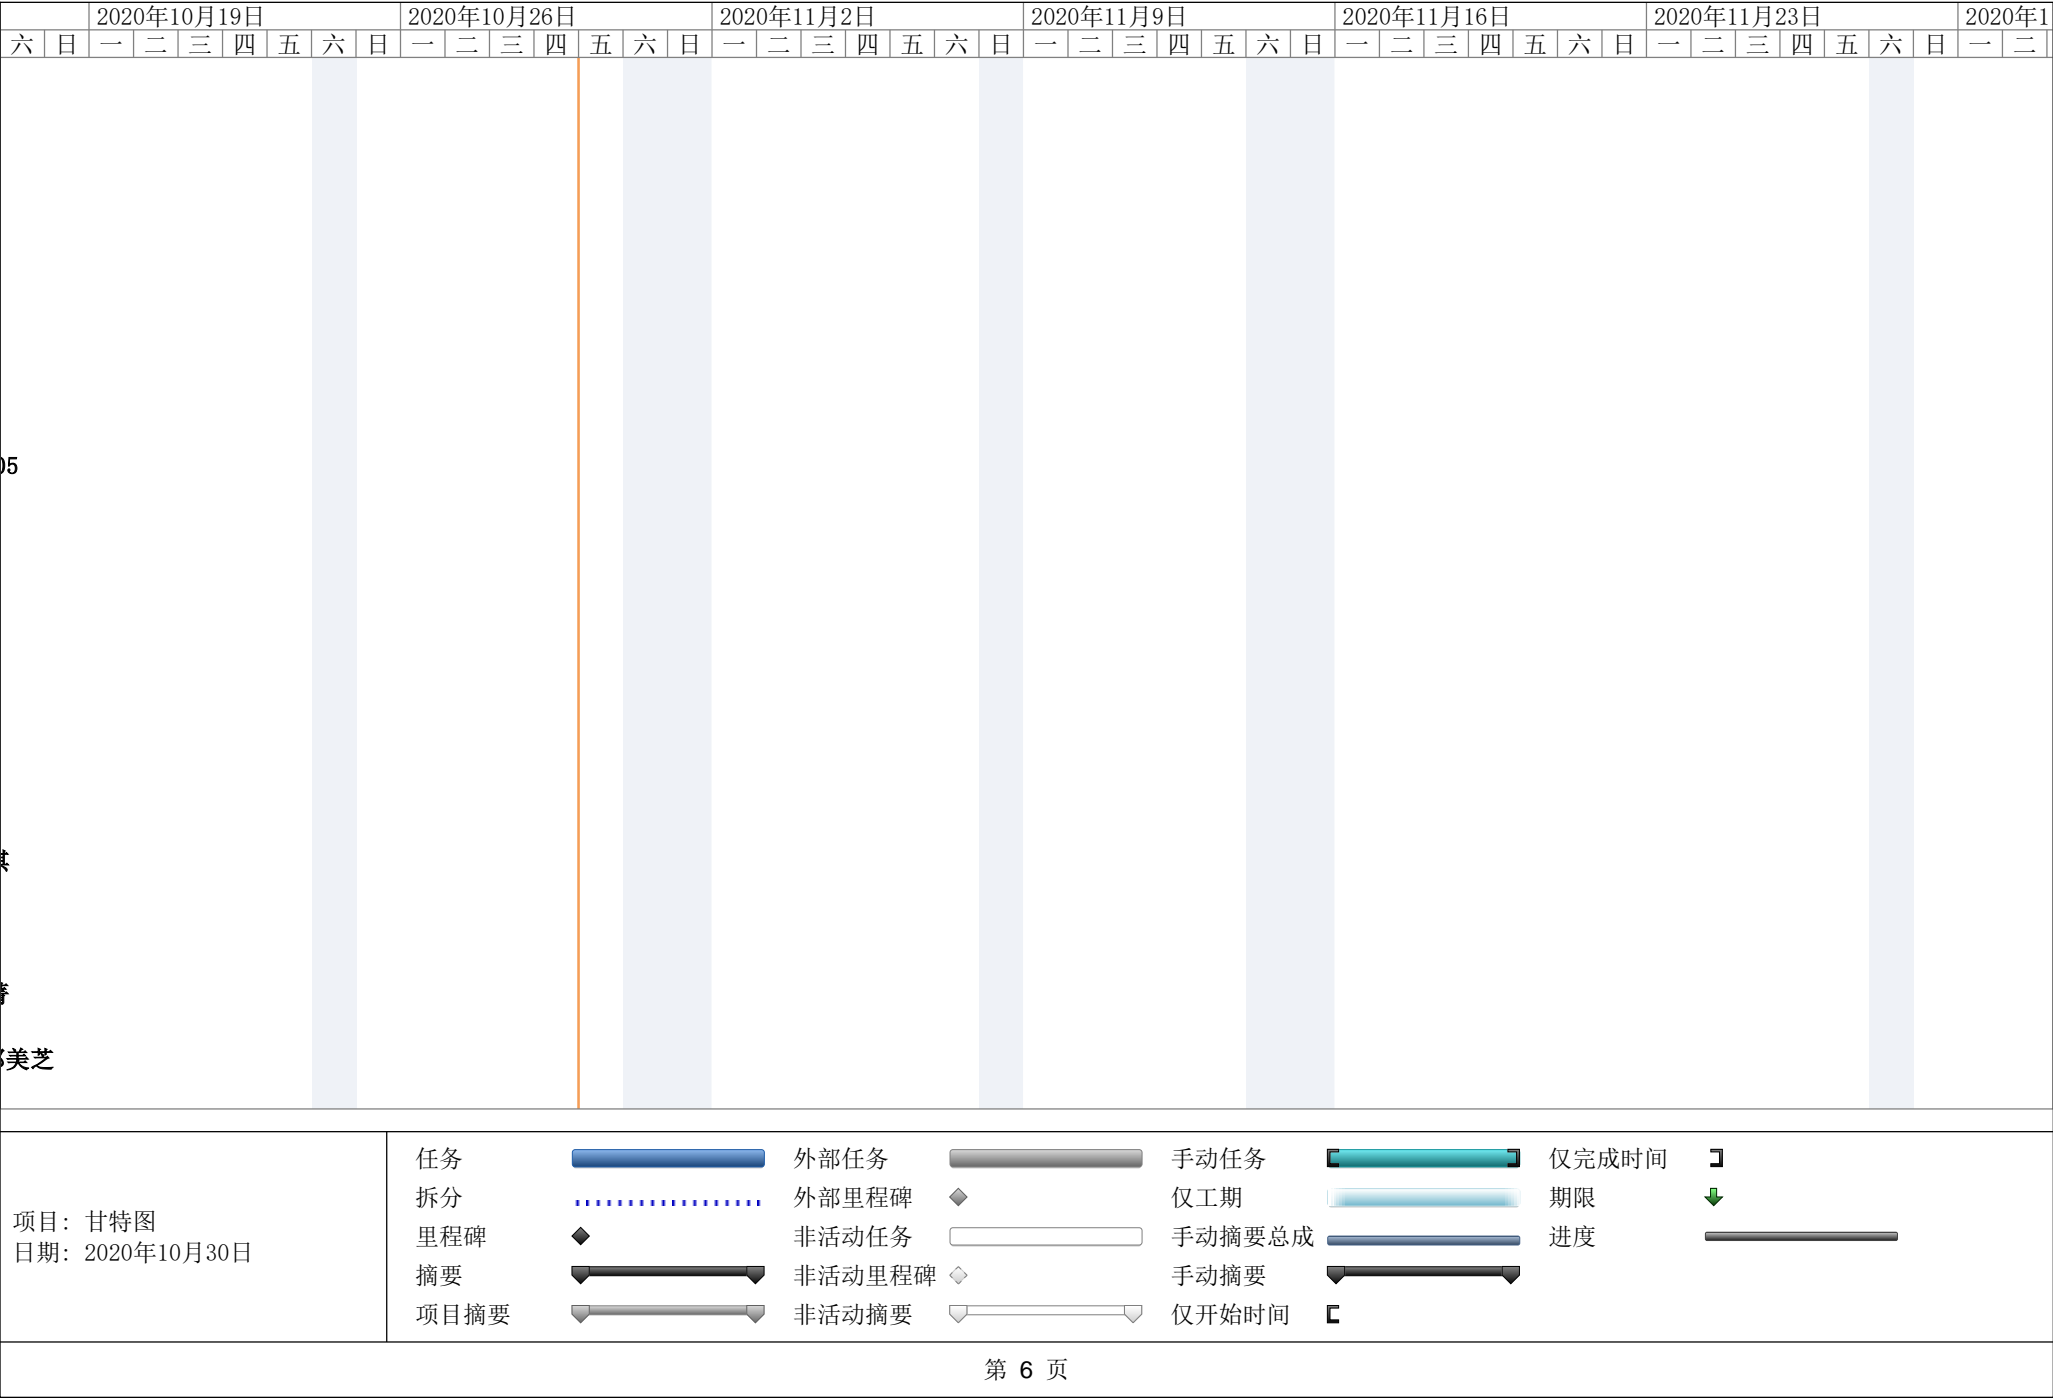 2020年10月19日 2020年10月26日 2020年11月2日 2020年11月9日 2020年11月16日 2020年11月23日 2020年1
六 日 一 二 三 四 五 六 日 一 二 三 四 五 六 日 一 二 三 四 五 六 日 一 二 三 四 五 六 日 一 二 三 四 五 六 日 一 二 三 四 五 六 日 一 二
05
美芝
项目: 甘特图
日期: 2020年10月30日
任务
拆分
里程碑
摘要
项目摘要
外部任务
外部里程碑
非活动任务
非活动里程碑
非活动摘要
手动任务
仅工期
手动摘要总成
手动摘要
仅开始时间
仅完成时间
期限
进度
第 6 页